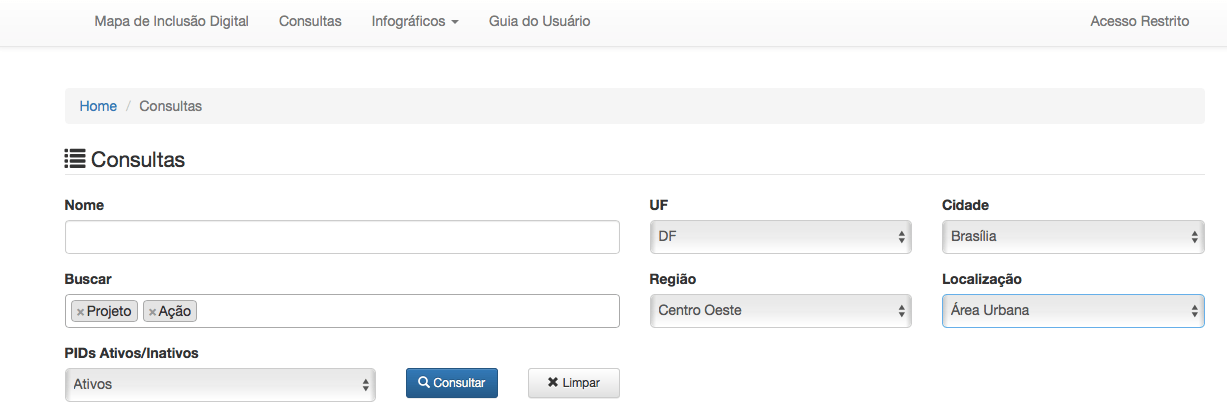 Mapa de Inclusão Digital Consultas Infográficos Guia do Usuário Acesso Restrito
Home / Consultas
Consultas
Nome UF Cidade
DF Brasília
Buscar Região Localização
×Projeto ×Ação Centro Oeste Área Urbana
PIDs Ativos/Inativos
Ativos Consultar Limpar